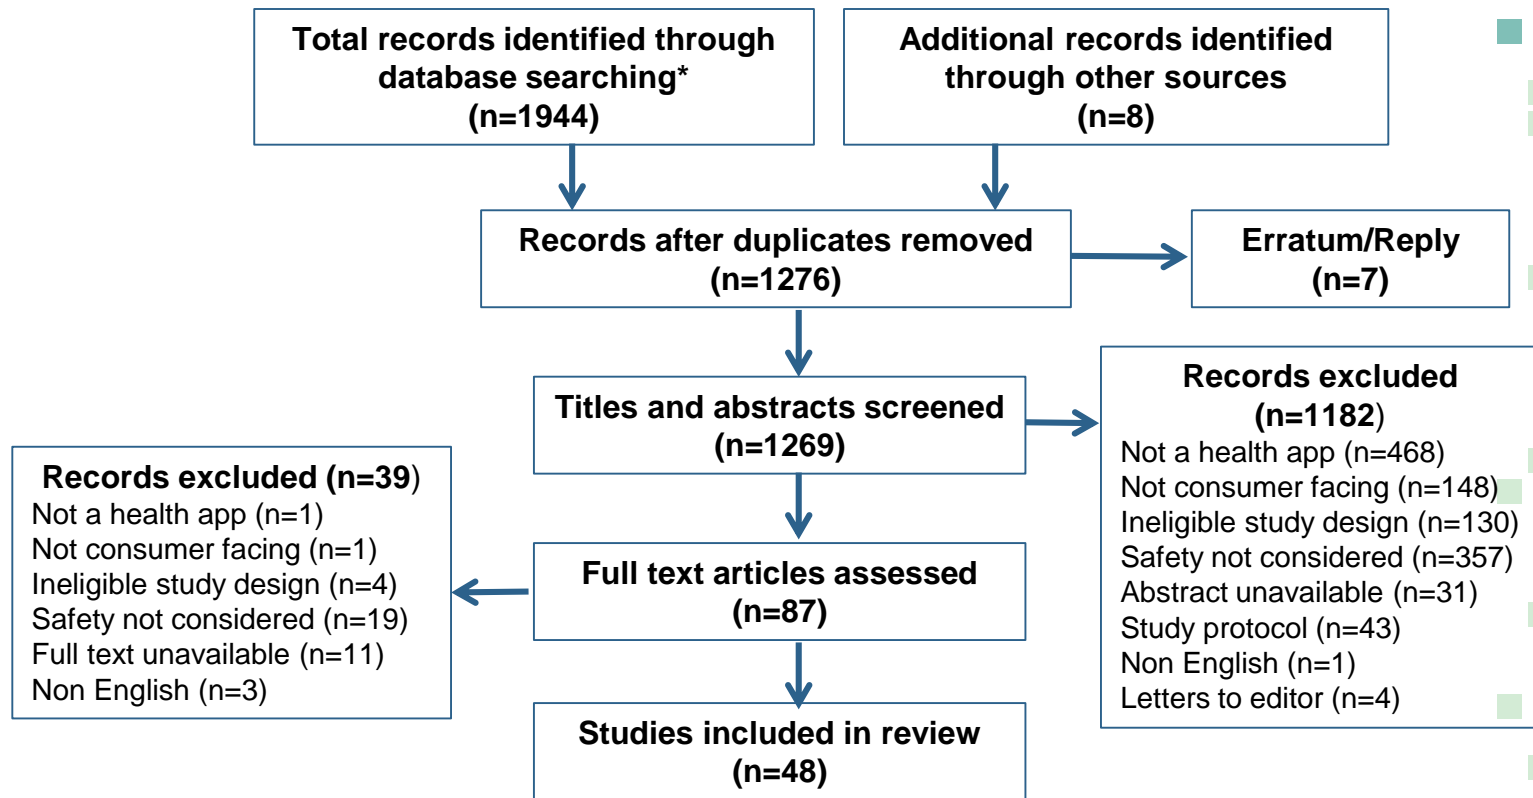 Total records identified through
database searching*
(n=1944)
Additional records identified
through other sources
(n=8)
Records after duplicates removed
(n=1276)
Erratum/Reply
(n=7)
Titles and abstracts screened
(n=1269)
Records excluded
(n=1182)
Not a health app (n=468)
Not consumer facing (n=148)
Ineligible study design (n=130)
Safety not considered (n=357)
Abstract unavailable (n=31)
Study protocol (n=43)
Non English (n=1)
Letters to editor (n=4)
Records excluded (n=39)
Not a health app (n=1)
Not consumer facing (n=1)
Ineligible study design (n=4)
Safety not considered (n=19)
Full text unavailable (n=11)
Non English (n=3)
Full text articles assessed
(n=87)
Studies included in review
(n=48)